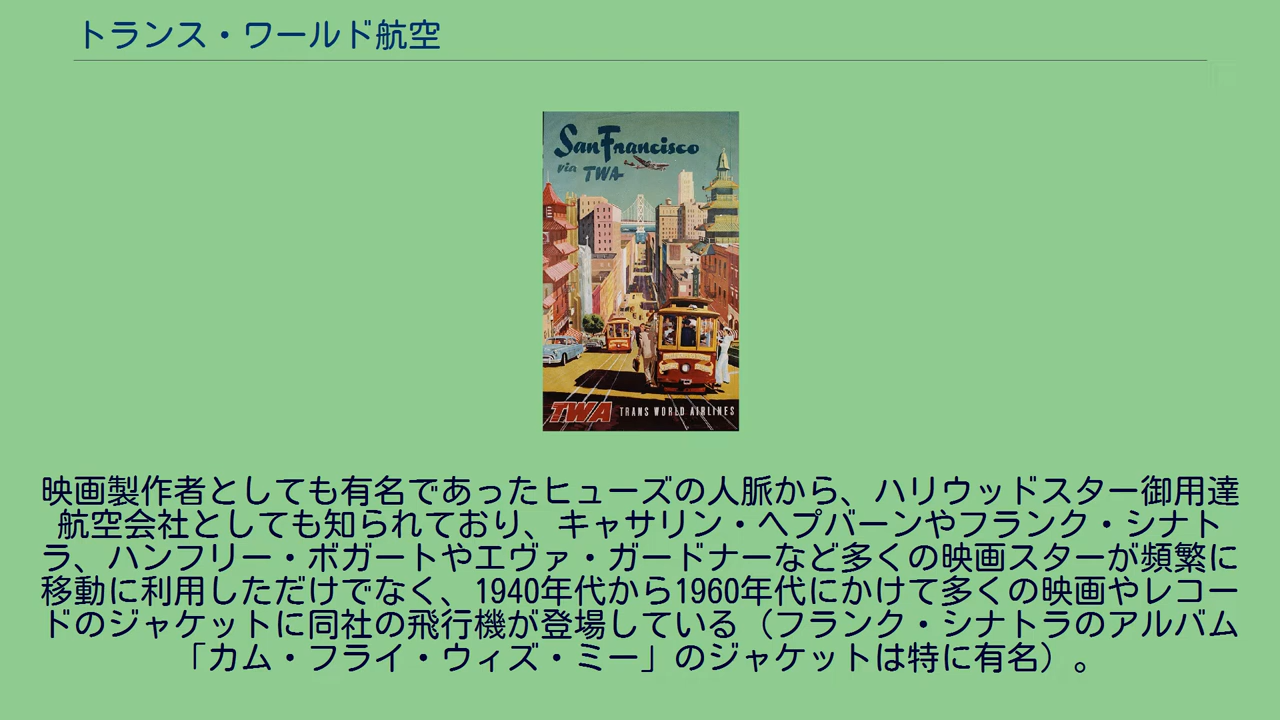 トランス・ワールド航空
San Francisco
via TWA
TWA TRANS WORLD AIRLINES
映画製作者としても有名であったヒューズの人脈から、ハリウッドスター御用達
航空会社としても知られており、キャサリン・ヘプバーンやフランク・シナト
ラ、ハンフリー・ボガートやエヴァ・ガードナーなど多くの映画スターが頻繁に
移動に利用しただけでなく、1940年代から1960年代にかけて多くの映画やレコー
ドのジャケットに同社の飛行機が登場している（フランク・シナトラのアルバム
「カム・フライ・ウィズ・ミー」のジャケットは特に有名）。